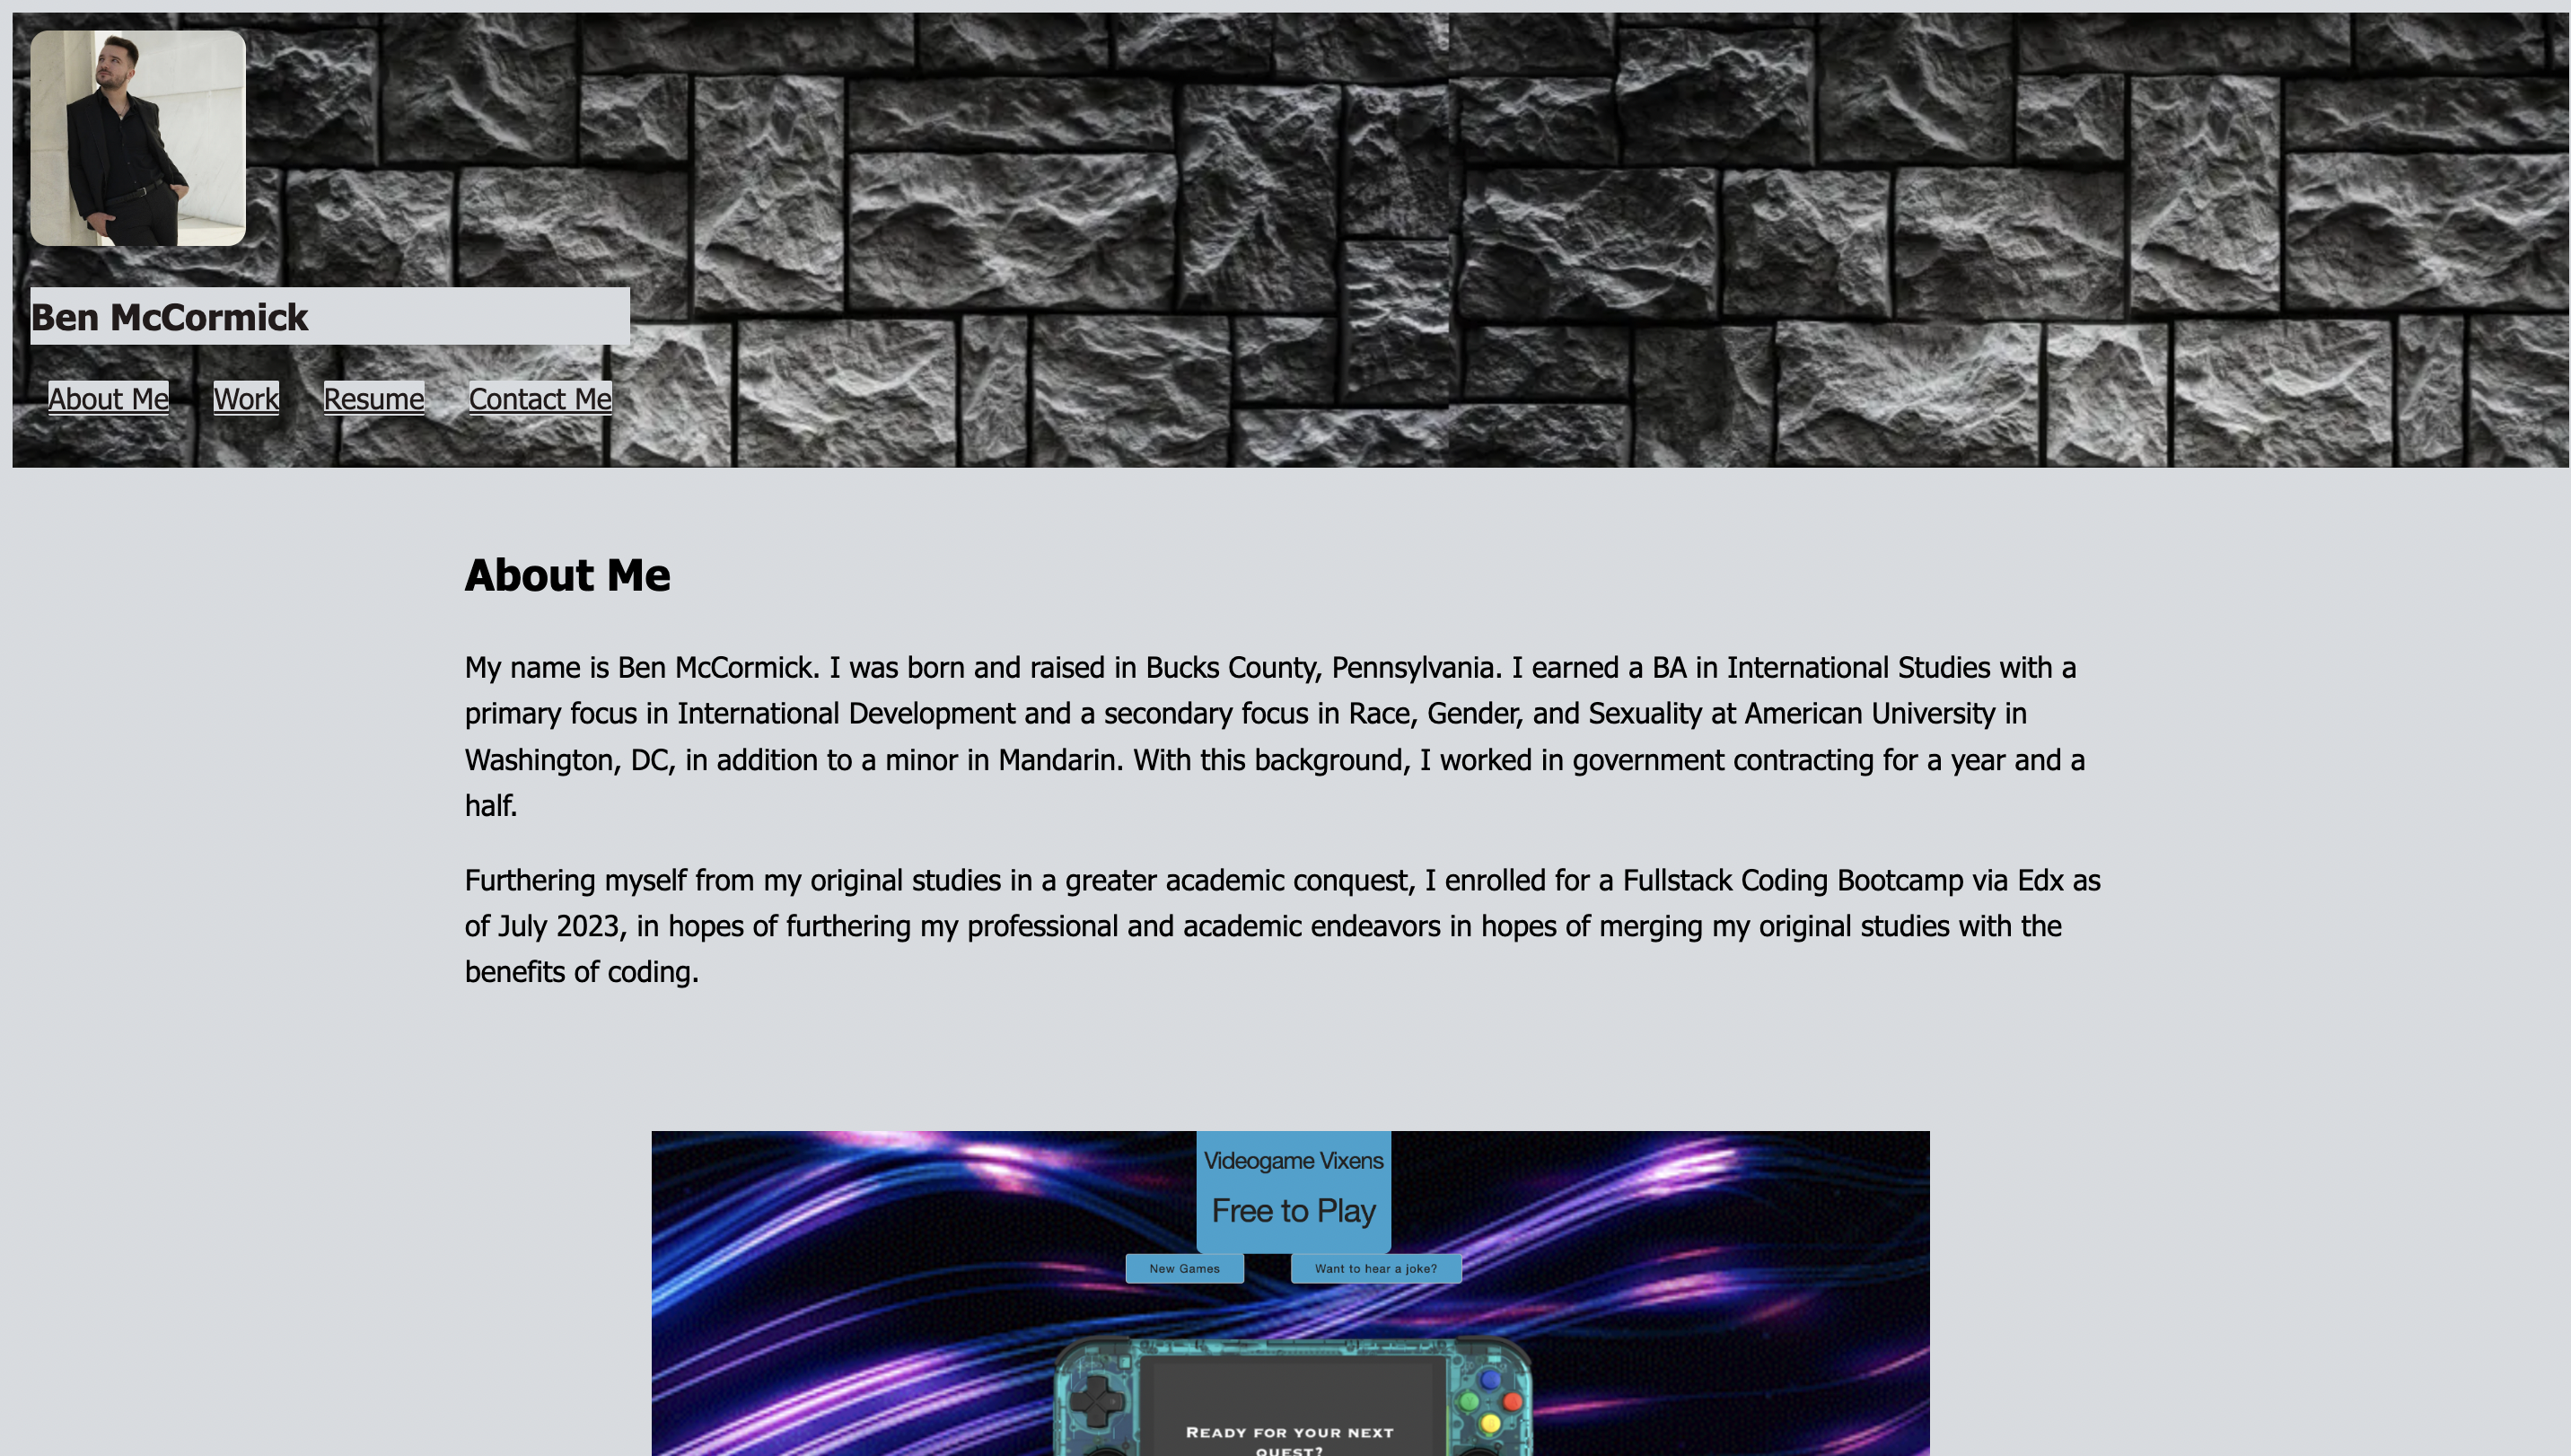 Ben McCormick
About Me Work Resume Contact Me
About Me
My name is Ben McCormick. I was born and raised in Bucks County, Pennsylvania. I earned a BA in International Studies with a
primary focus in International Development and a secondary focus in Race, Gender, and Sexuality at American University in
Washington, DC, in addition to a minor in Mandarin. With this background, I worked in government contracting for a year and a
half.
Furthering myself from my original studies in a greater academic conquest, I enrolled for a Fullstack Coding Bootcamp via Edx as
of July 2023, in hopes of furthering my professional and academic endeavors in hopes of merging my original studies with the
benefits of coding.
Videogame Vixens
Free to Play
New Games Want to hear a joke?
READY FOR YOUR NEXT
QUEST?